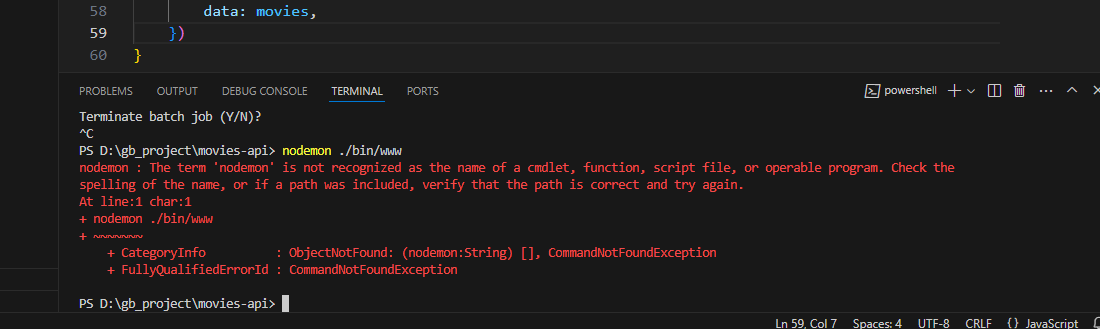 58 data: movies,
59 })
60 }
PROBLEMS OUTPUT DEBUG CONSOLE TERMINAL PORTS powershell
Terminate batch job (Y/N)?
^C
PS D:\gb_project\movies-api> nodemon ./bin/www
nodemon : The term 'nodemon' is not recognized as the name of a cmdlet, function, script file, or operable program. Check the
spelling of the name, or if a path was included, verify that the path is correct and try again.
At line:1 char:1
+ nodemon ./bin/www
+ ~~~~~~~
+ CategoryInfo : ObjectNotFound: (nodemon:String) [], CommandNotFoundException
+ FullyQualifiedErrorId : CommandNotFoundException
PS D:\gb_project\movies-api>
Ln 59, Col 7 Spaces: 4 UTF-8 CRLF {} JavaScript